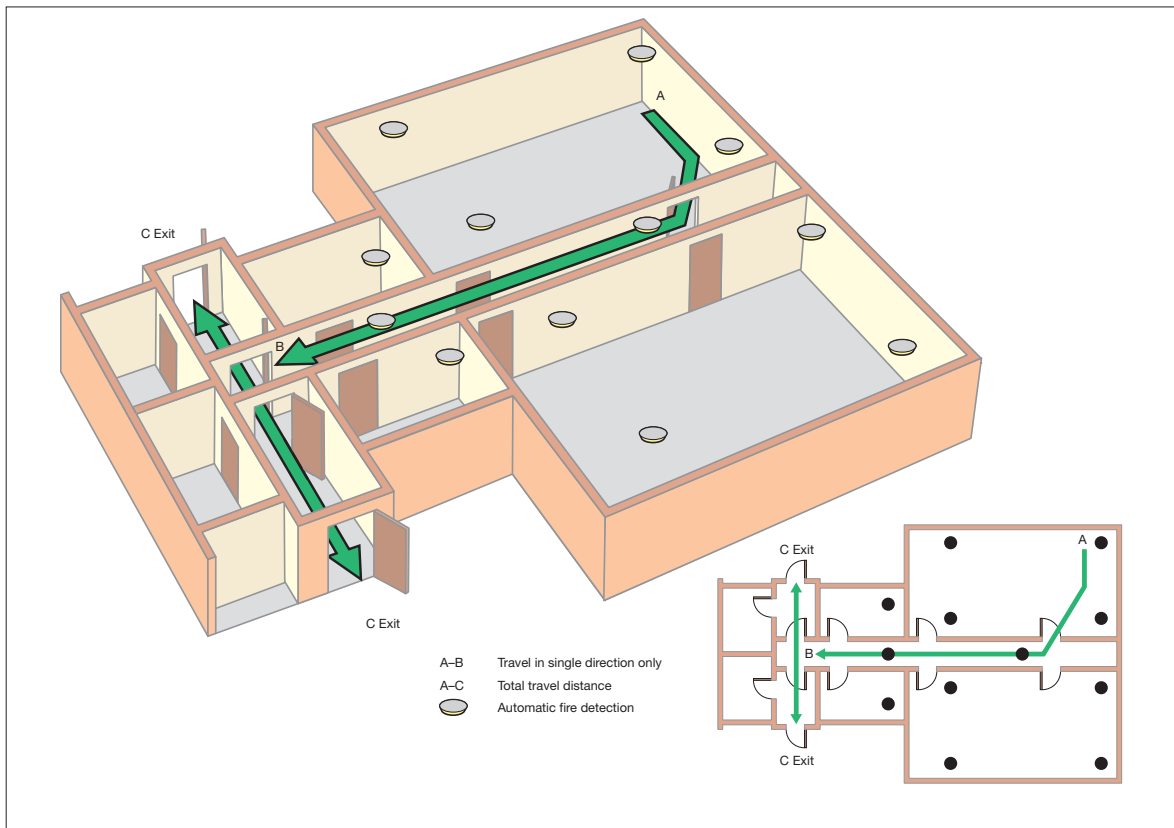 A
C Exit
B
C Exit
A–B Travel in single direction only
A–C Total travel distance
Automatic fire detection
C Exit
A
B
C Exit